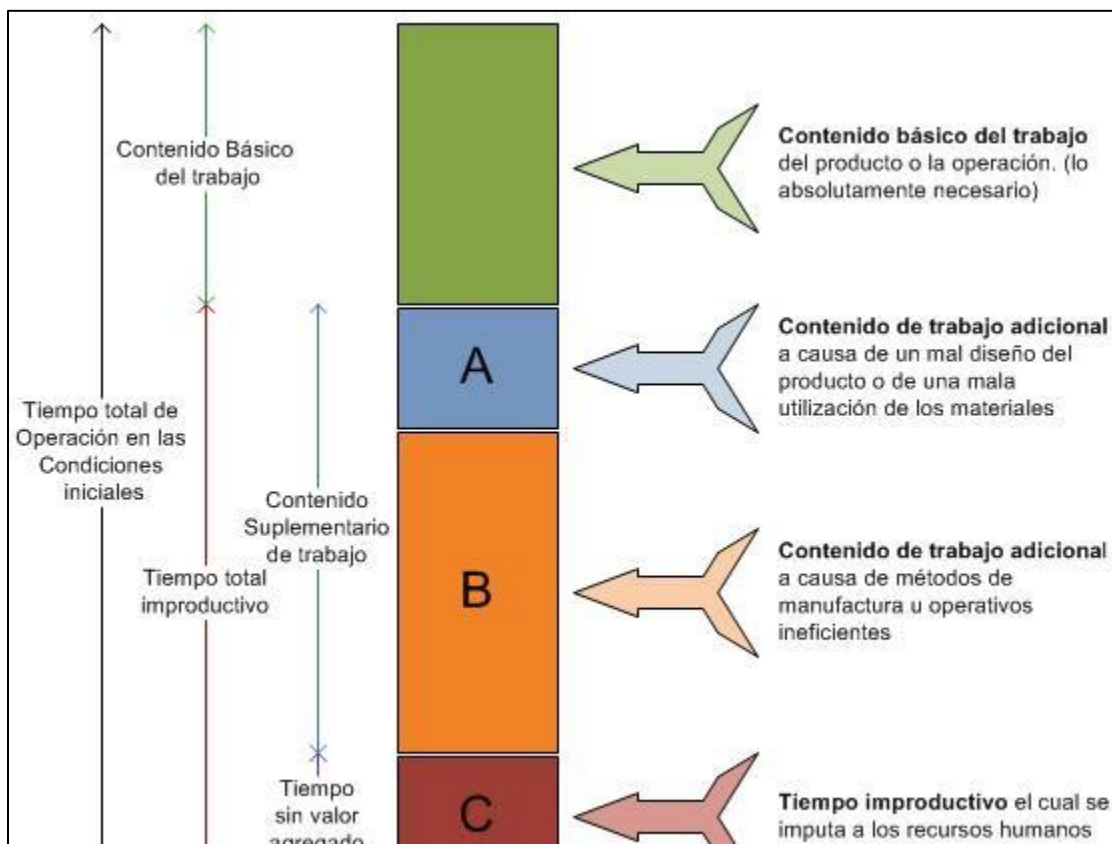 Contenido Básico
del trabajo
Tiempo total de
Operación en las
Condiciones
iniciales
Tiempo total
improductivo
Contenido
Suplementario
de trabajo
Tiempo
sin valor
agregado
A
B
C
Contenido básico del trabajo
del producto o la operación. (lo
absolutamente necesario)
Contenido de trabajo adicional
a causa de un mal diseño del
producto o de una mala
utilización de los materiales
Contenido de trabajo adicional
a causa de métodos de
manufactura u operativos
ineficientes
Tiempo improductivo el cual se
imputa a los recursos humanos